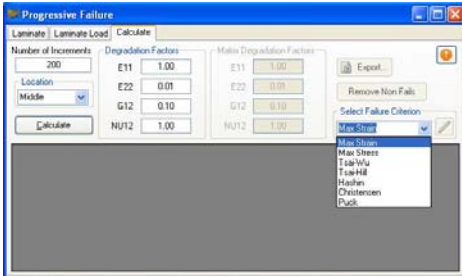 Progressive Failure
Laminate
Laminate Load
Calculate
Number of Increments
200
Location
Middle
Calculate
Degradation Factors
E11 1.00
E22 0.01
G12 0.10
NU12 1.00
Matrix Degradation Factors
E11 1.00
E22 0.01
G12 0.10
NU12 1.00
Export...
Remove Non Fails
Select Failure Criterion
Max Strain
Max Strain
Max Stress
Tsai-Wu
Tsai-Hill
Hashin
Christensen
Puck